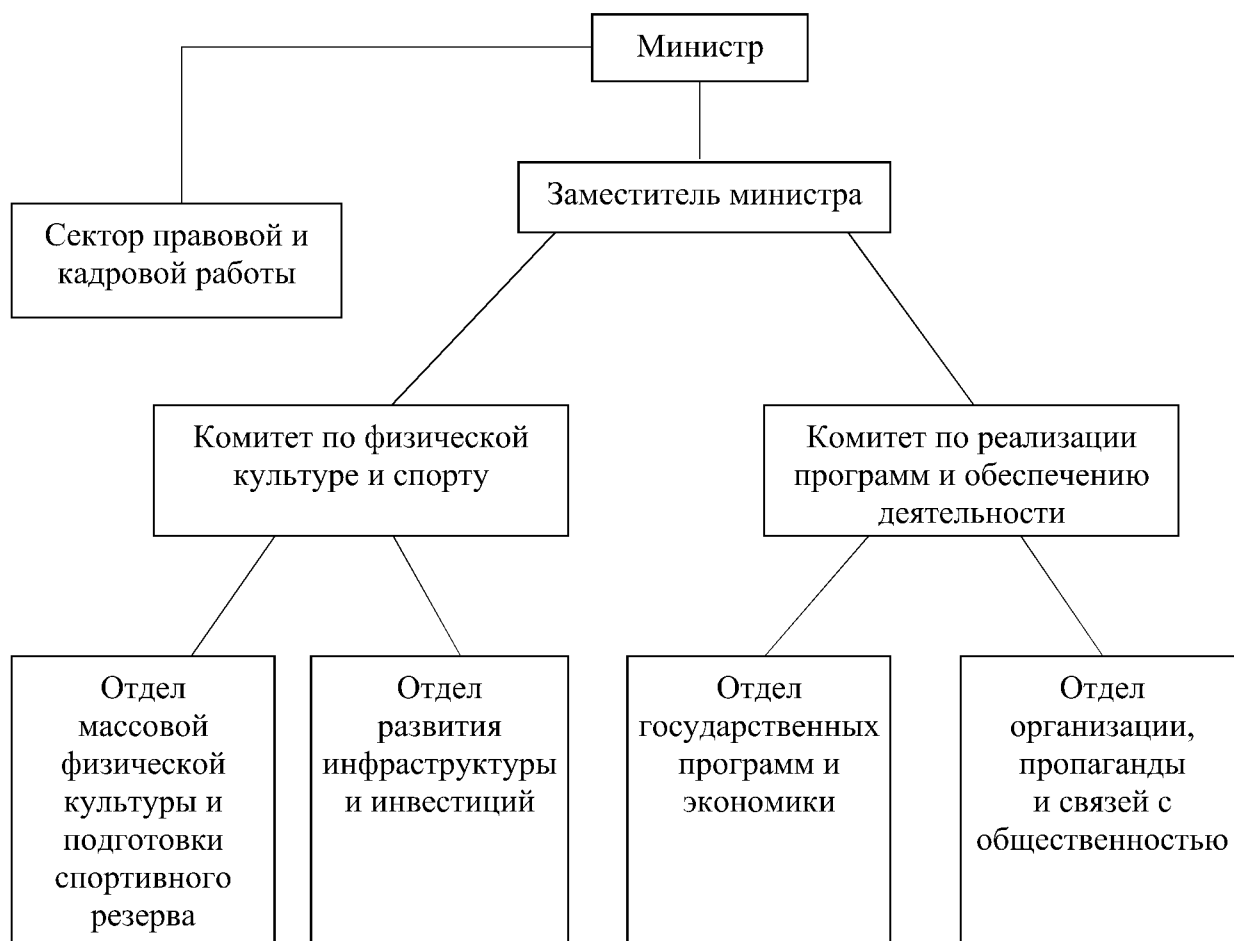 Министр
Заместитель министра
Сектор правовой и
кадровой работы
Комитет по физической
культуре и спорту
Комитет по реализации
программ и обеспечению
деятельности
Отдел
массовой
физической
культуры и
подготовки
спортивного
резерва
Отдел
развития
инфраструктуры
и инвестиций
Отдел
государственных
программ и
экономики
Отдел
организации,
пропаганды
и связей с
общественностью